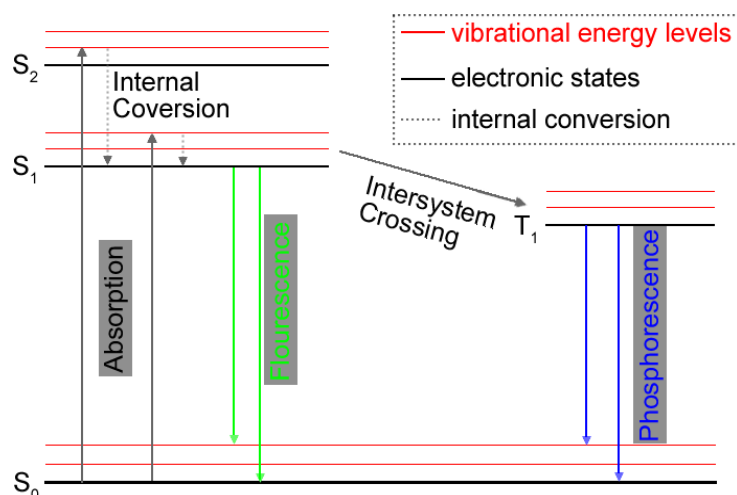 vibrational energy levels
electronic states
internal conversion
S2
Internal
Coversion
S1
Intersystem
Crossing
T1
Absorption
Flourescence
Phosphorescence
S0